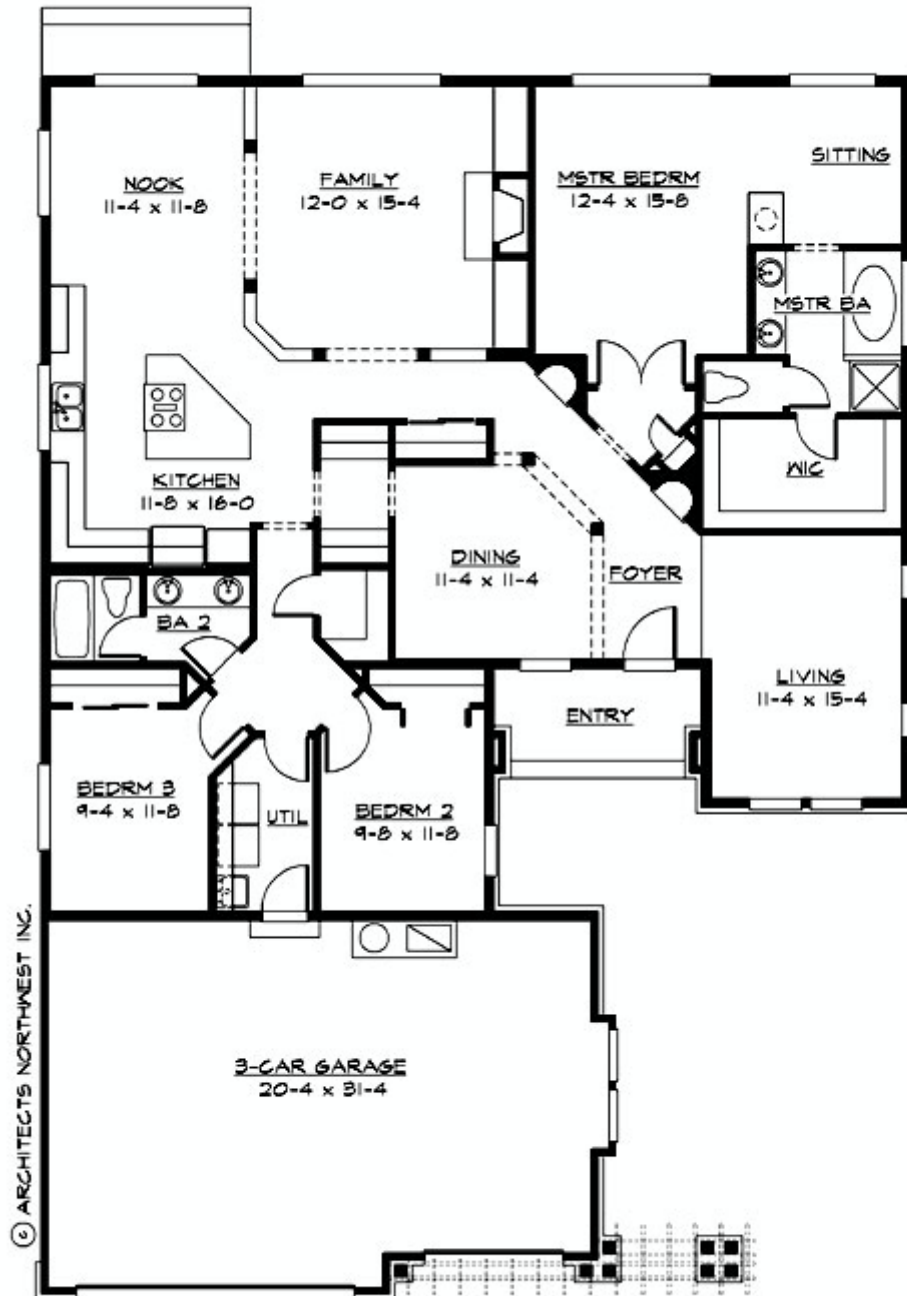 NOOK
11-4 x 11-8
FAMILY
12-0 x 15-4
MSTR BEDRM
12-4 x 15-8
SITTING
MSTR BA
KITCHEN
11-8 x 16-0
WIC
DINING
11-4 x 11-4
FOYER
BA 2
LIVING
11-4 x 15-4
ENTRY
BEDRM 3
9-4 x 11-8
UTIL
BEDRM 2
9-8 x 11-8
3-CAR GARAGE
20-4 x 31-4
© ARCHITECTS NORTHWEST INC.